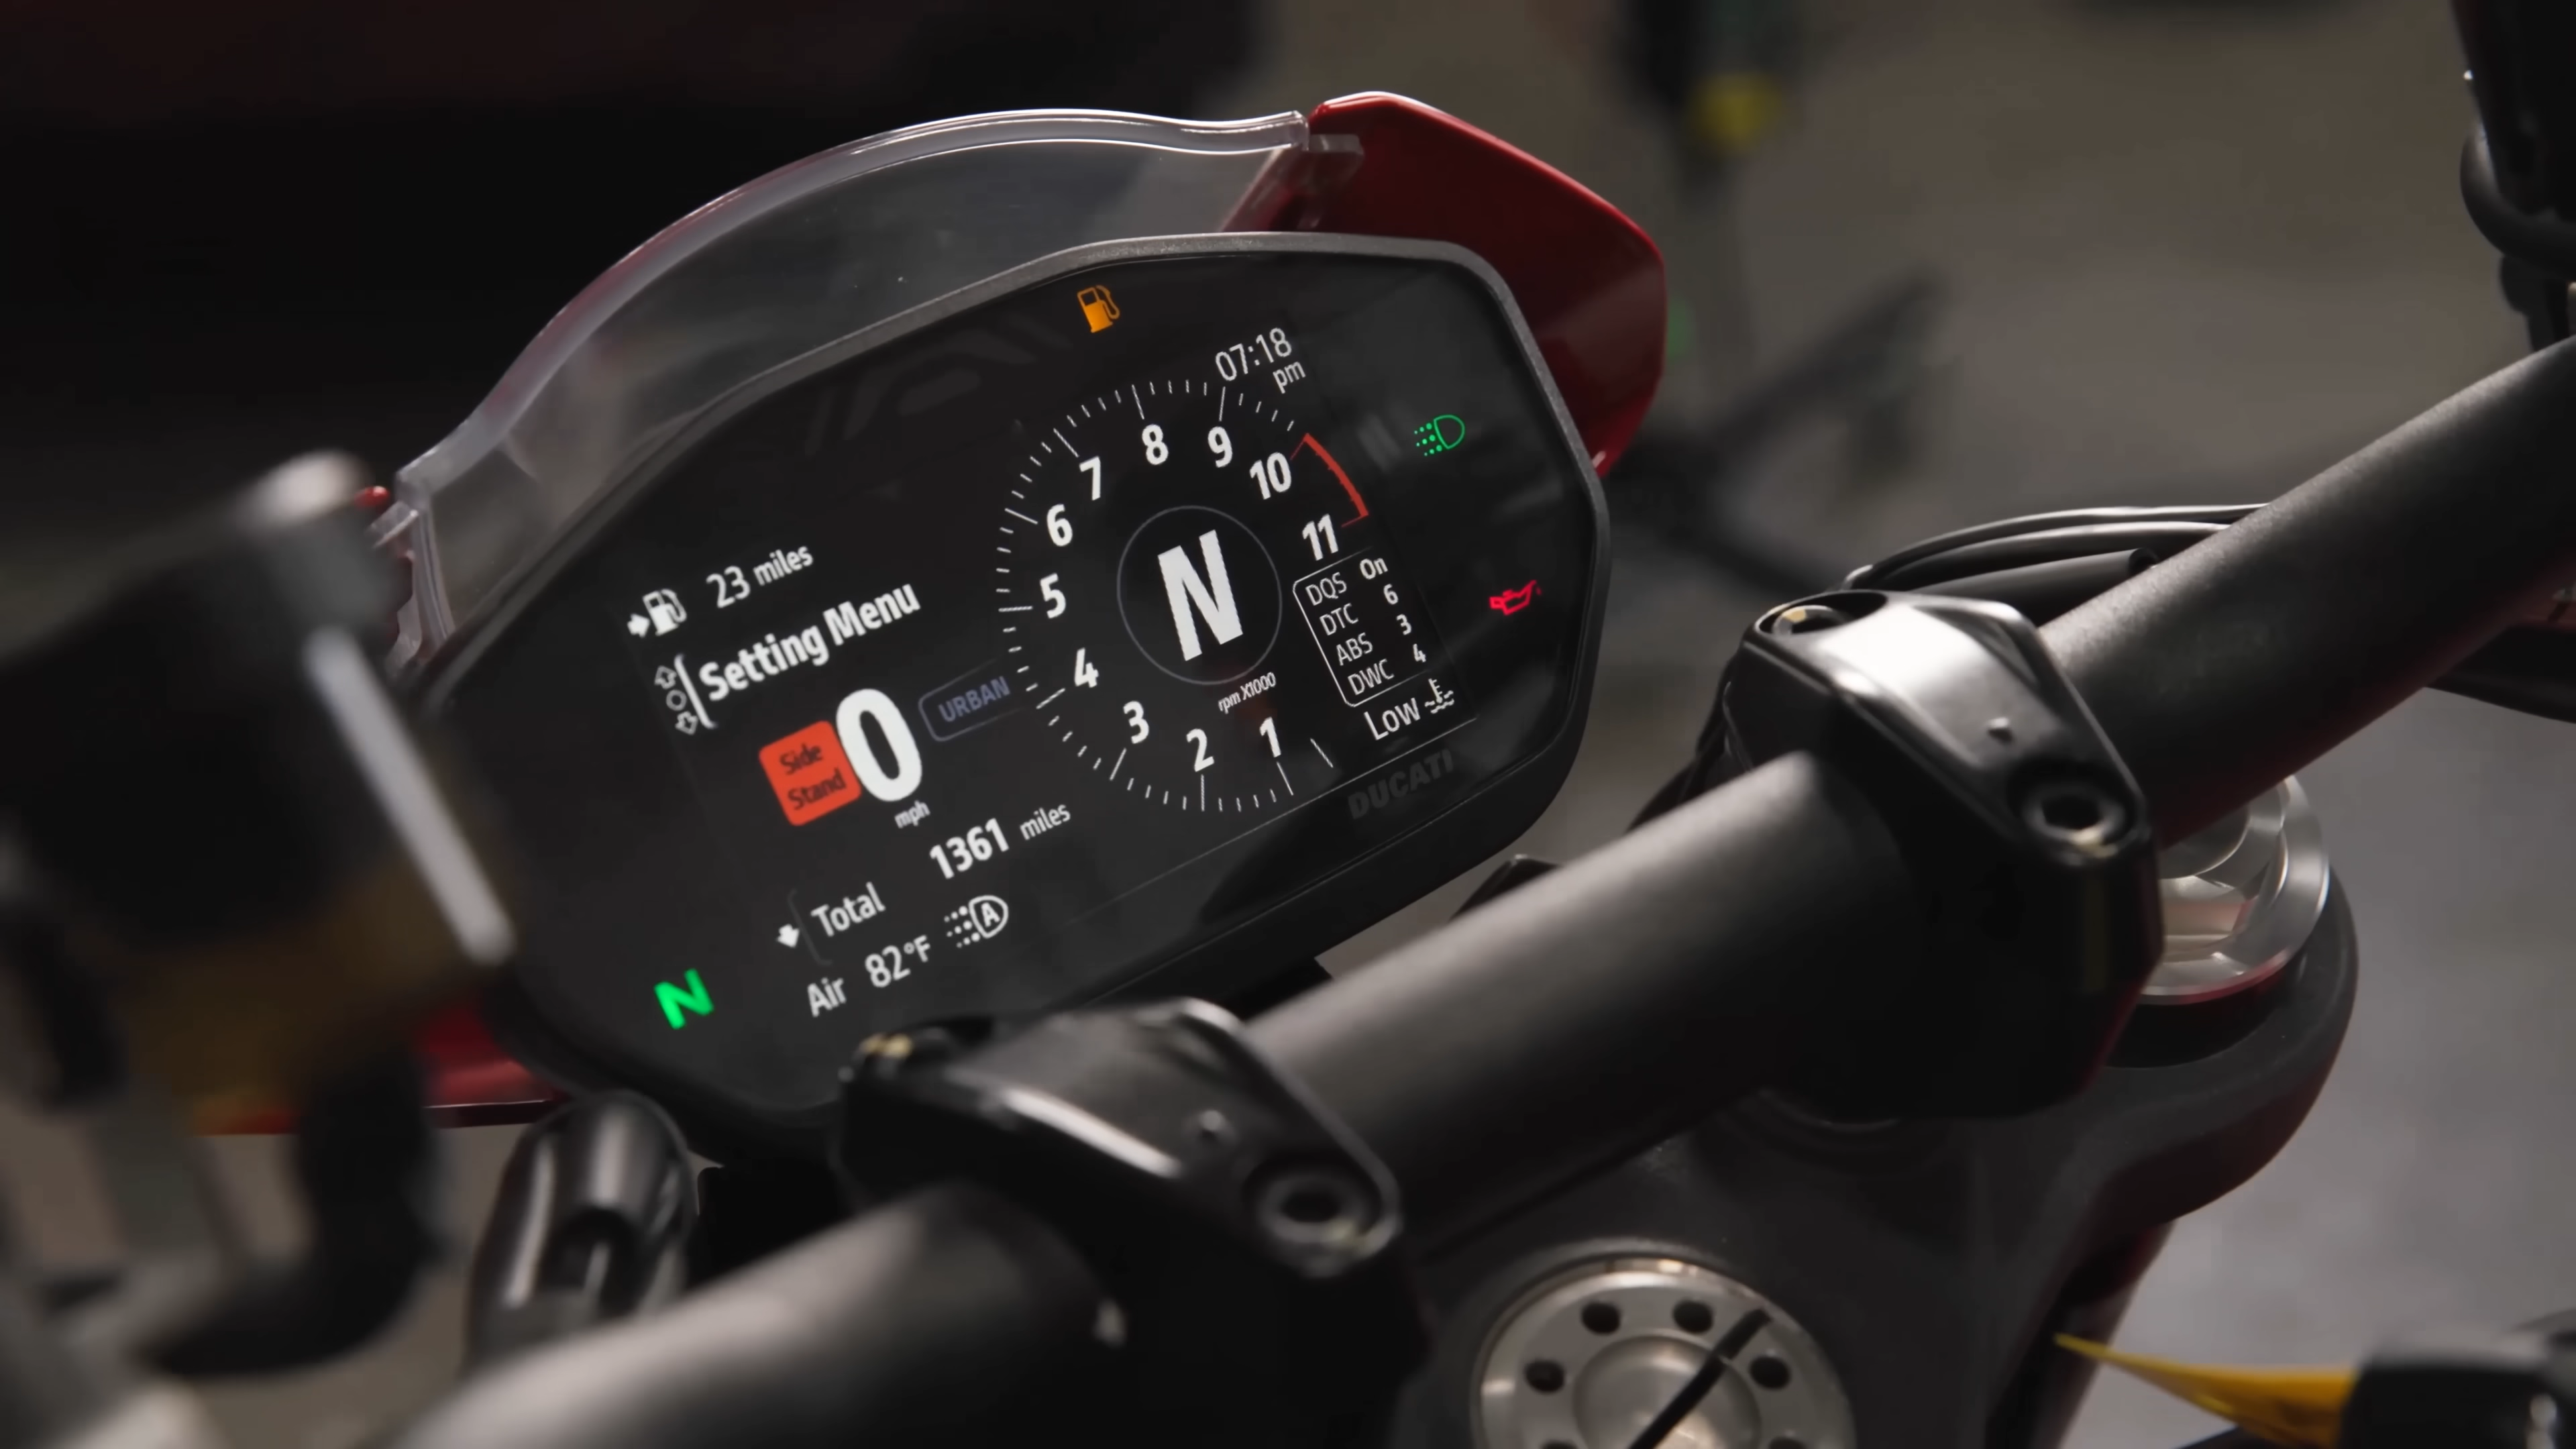 07:18
pm
23 miles
Setting Menu
Side
Stand
0
mph
URBAN
1361 miles
Total
Air 82°F
A
N
1
2
3
4
5
6
7
8
9
10
11
N
rpm X1000
DQS On
DTC 6
ABS 3
DWC 4
Low
DUCATI